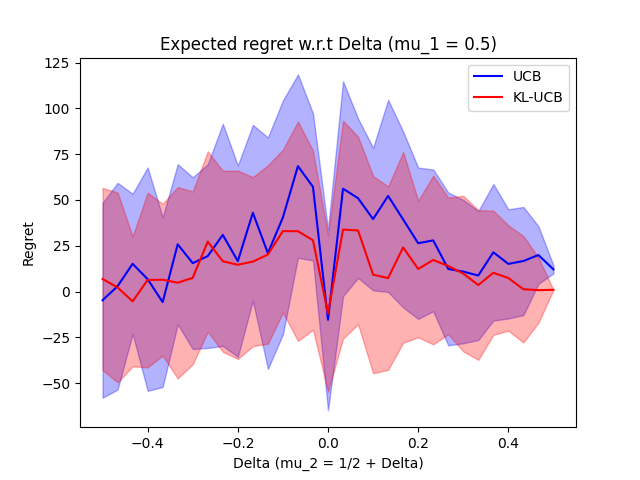 Expected regret w.r.t Delta (mu_1 = 0.5)
UCB
KL-UCB
125
100
75
50
25
0
−25
−50
Regret
−0.4
−0.2
0.0
0.2
0.4
Delta (mu_2 = 1/2 + Delta)